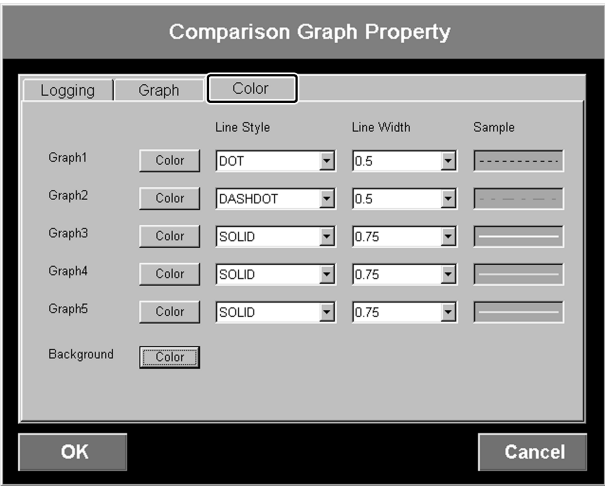 Comparison Graph Property
Logging Graph Color
Line Style Line Width Sample
Graph1 Color DOT 0.5
Graph2 Color DASHDOT 0.5
Graph3 Color SOLID 0.75
Graph4 Color SOLID 0.75
Graph5 Color SOLID 0.75
Background Color
OK Cancel